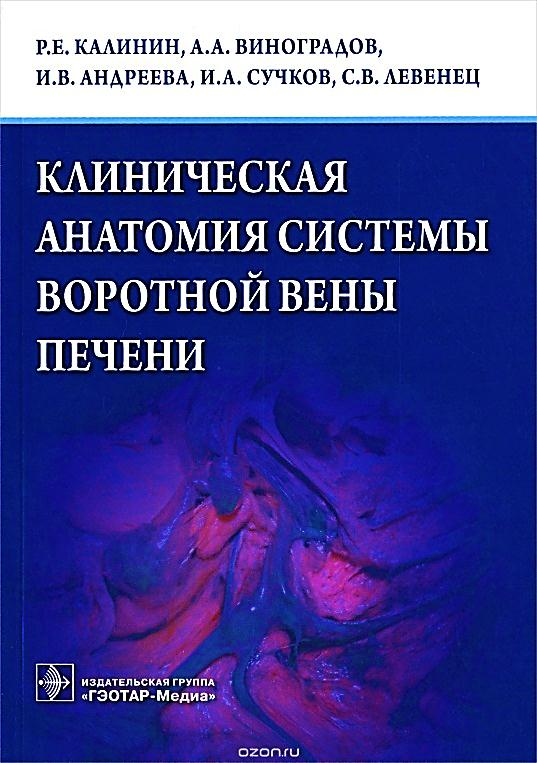 Р.Е. КАЛИНИН, А.А. ВИНОГРАДОВ,
И.В. АНДРЕЕВА, И.А. СУЧКОВ, С.В. ЛЕВЕНЕЦ
КЛИНИЧЕСКАЯ
АНАТОМИЯ СИСТЕМЫ
ВОРОТНОЙ ВЕНЫ
ПЕЧЕНИ
ИЗДАТЕЛЬСКАЯ ГРУППА
«ГЭОТАР-Медиа»
ozon.ru